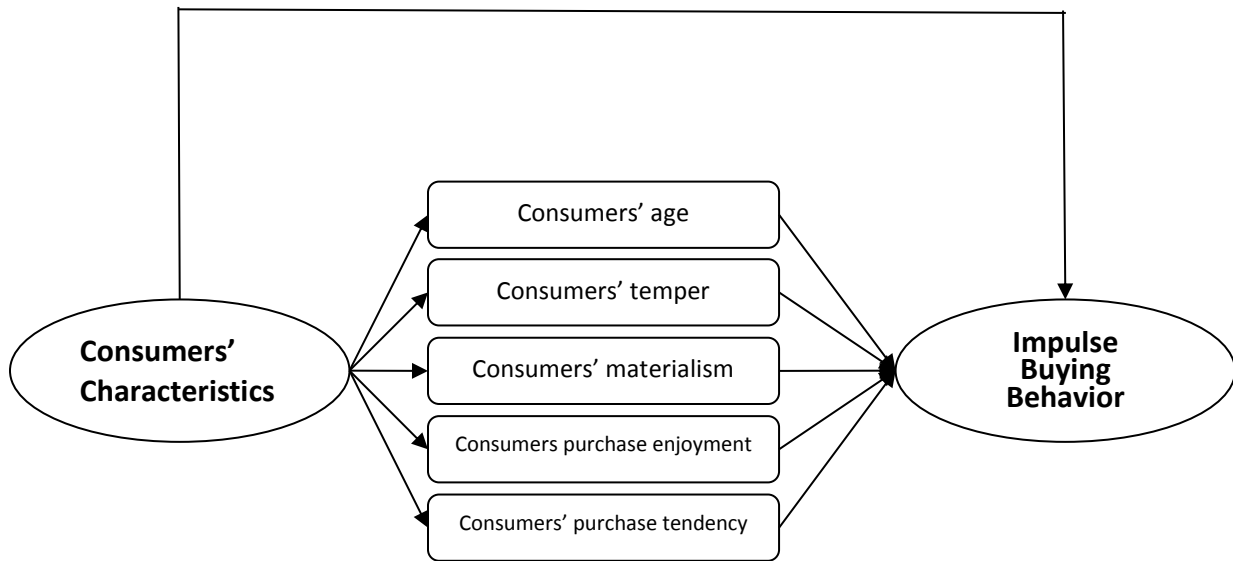 Consumers' age
Consumers' temper
Consumers’
Characteristics
Consumers' materialism
Impulse
Buying
Behavior
Consumers purchase enjoyment
Consumers' purchase tendency